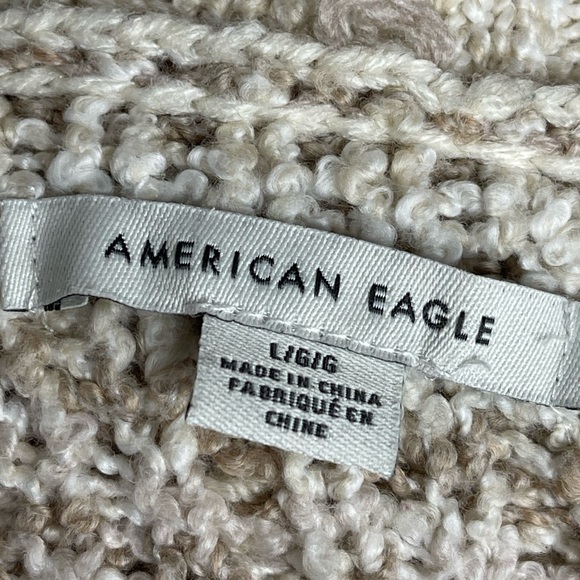 AMERICAN EAGLE
L/G/G
MADE IN CHINA
FABRIQUÉ EN
CHINE